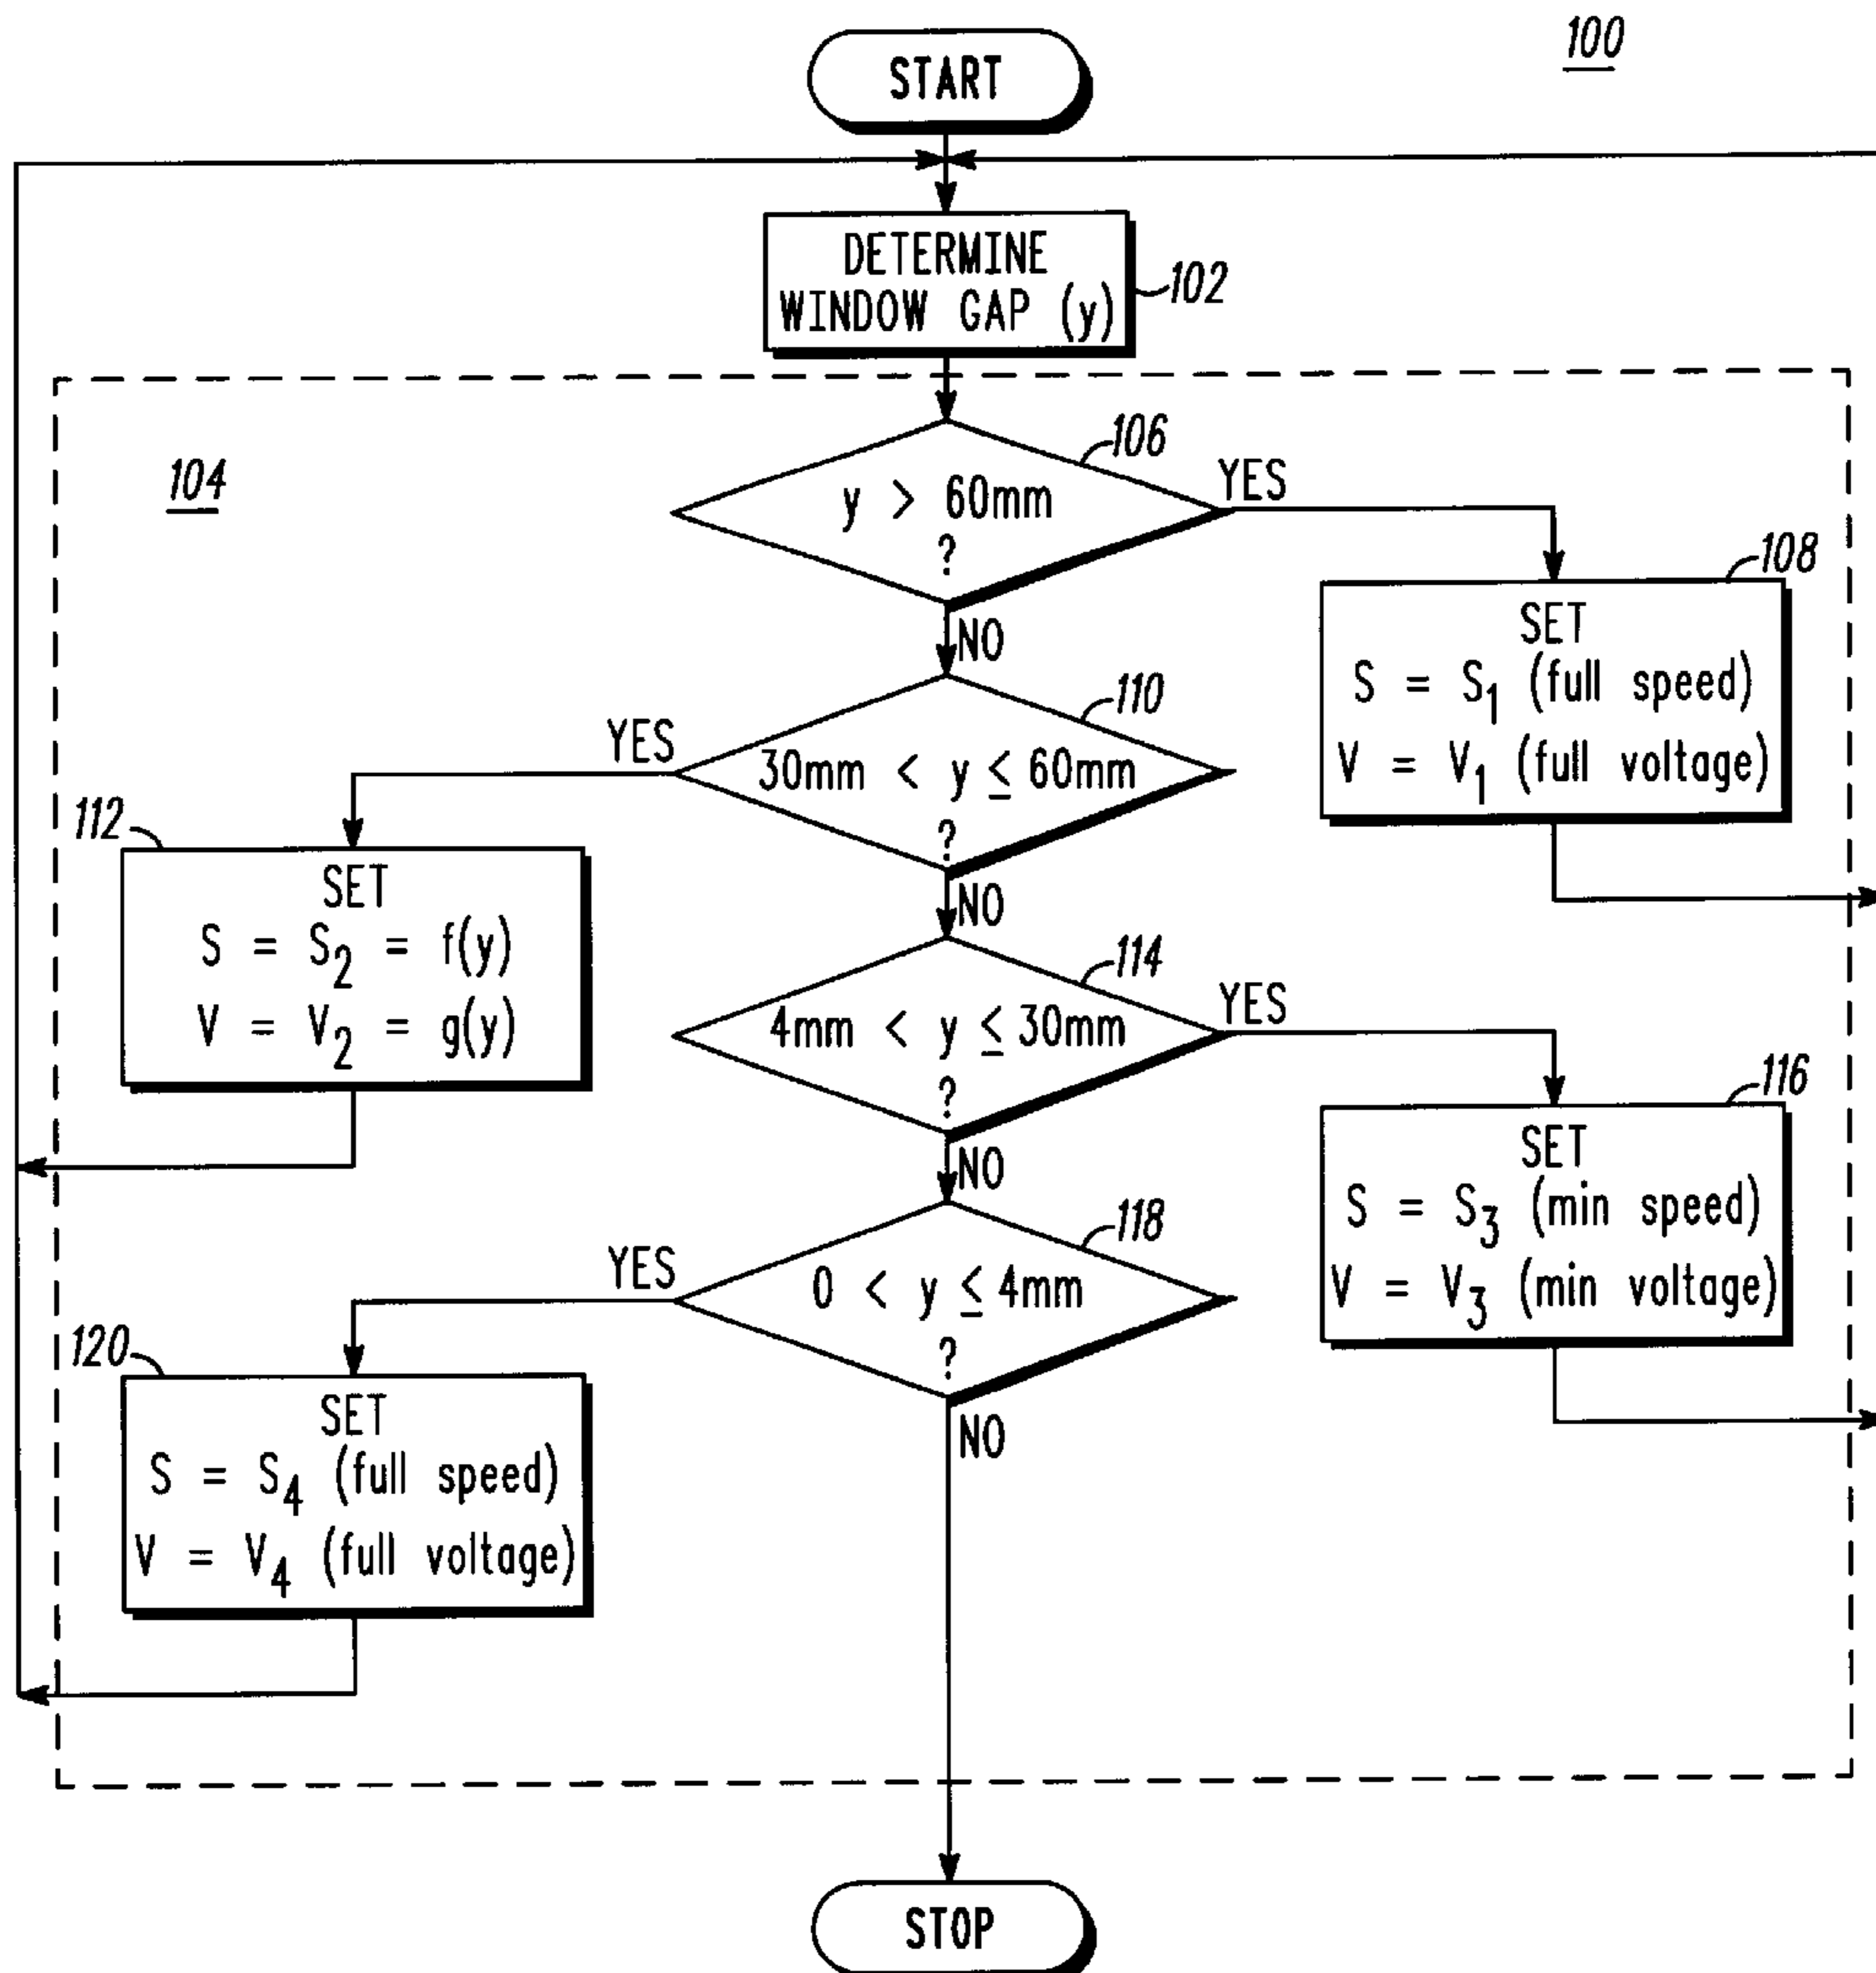 100
START
DETERMINE
WINDOW GAP (y)
102
104
106
y > 60mm
?
YES
NO
108
SET
S = S1 (full speed)
V = V1 (full voltage)
110
30mm < y ≤ 60mm
?
YES
NO
112
SET
S = S2 = f(y)
V = V2 = g(y)
114
4mm < y ≤ 30mm
?
YES
NO
116
SET
S = S3 (min speed)
V = V3 (min voltage)
118
0 < y ≤ 4mm
?
YES
NO
120
SET
S = S4 (full speed)
V = V4 (full voltage)
STOP